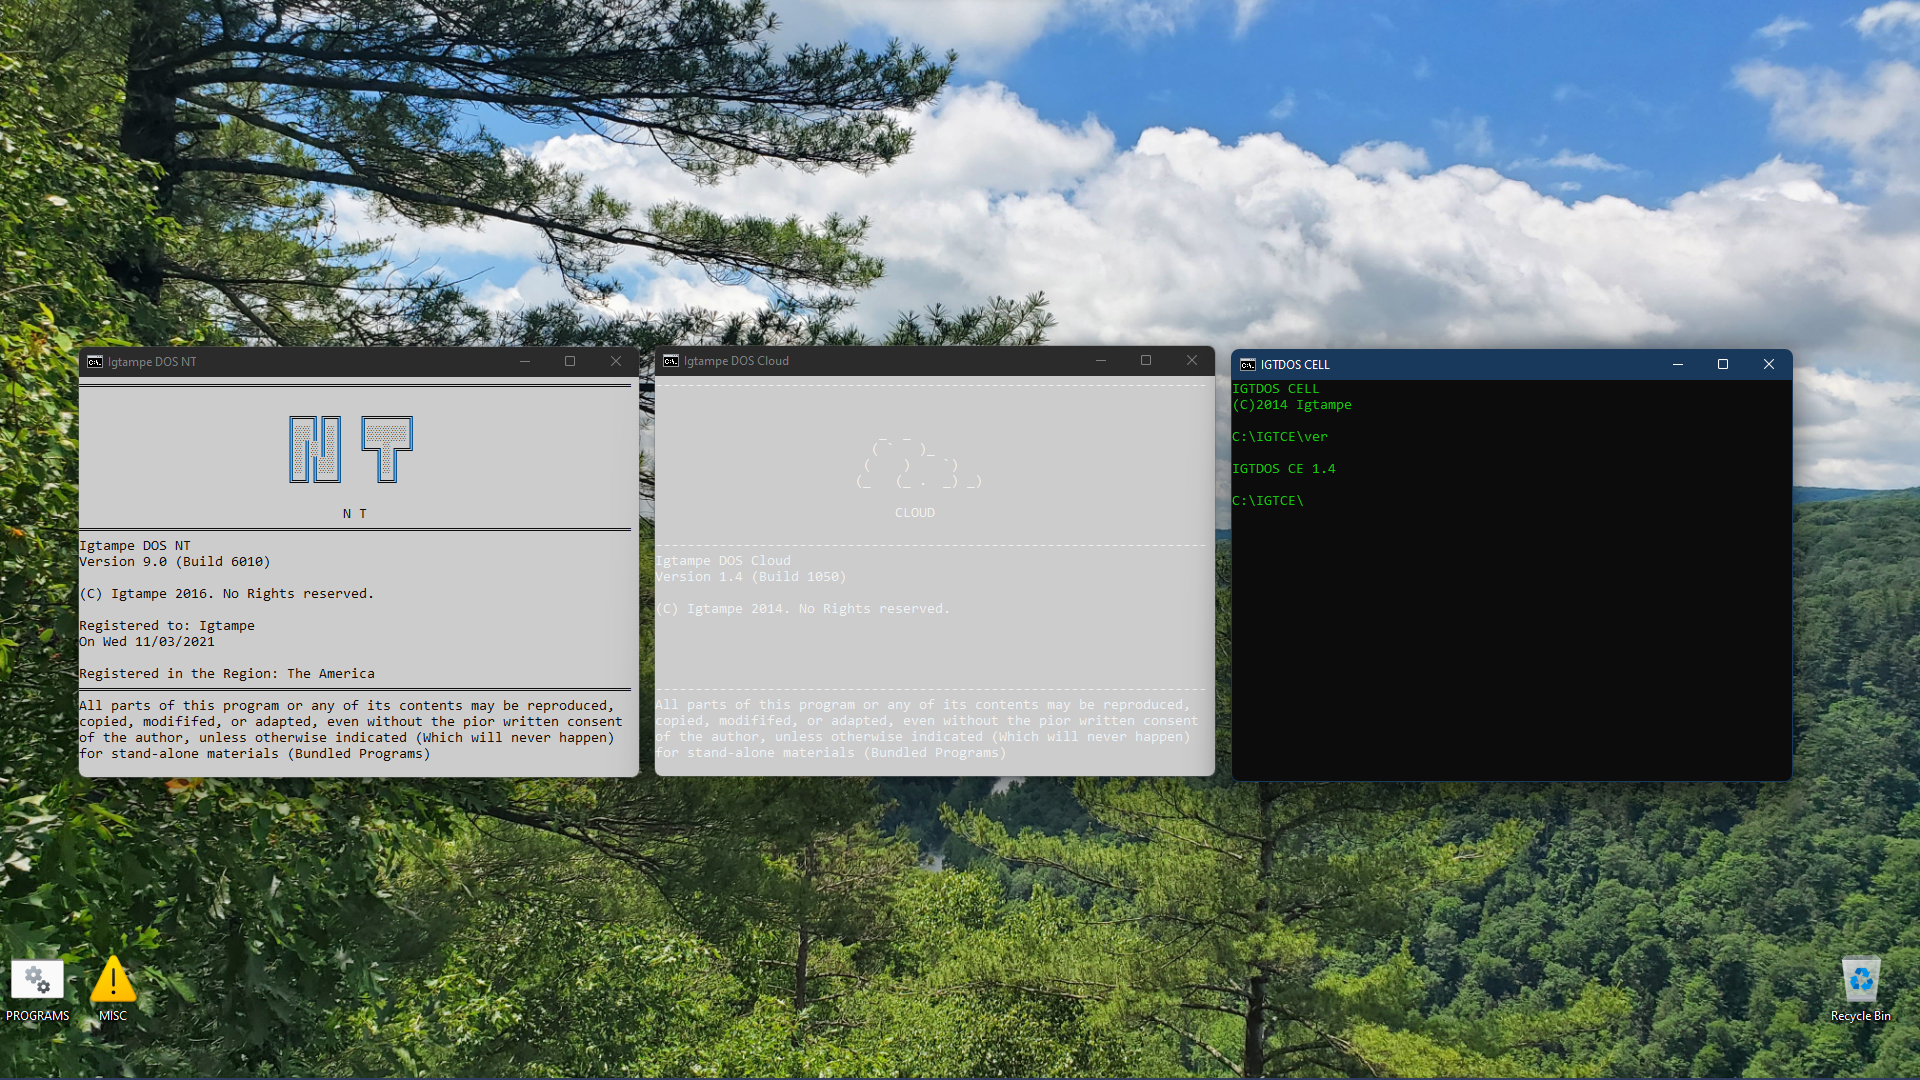 Igtampe DOS NT
N T
Igtampe DOS NT
Version 9.0 (Build 6010)
(C) Igtampe 2016. No Rights reserved.
Registered to: Igtampe
On Wed 11/03/2021
Registered in the Region: The America
All parts of this program or any of its contents may be reproduced,
copied, modififed, or adapted, even without the pior written consent
of the author, unless otherwise indicated (Which will never happen)
for stand-alone materials (Bundled Programs)
Igtampe DOS Cloud
CLOUD
Igtampe DOS Cloud
Version 1.4 (Build 1050)
(C) Igtampe 2014. No Rights reserved.
All parts of this program or any of its contents may be reproduced,
copied, modififed, or adapted, even without the pior written consent
of the author, unless otherwise indicated (Which will never happen)
for stand-alone materials (Bundled Programs)
IGTDOS CELL
IGTDOS CELL
(C)2014 Igtampe
C:\IGTCE\ver
IGTDOS CE 1.4
C:\IGTCE\
PROGRAMS
MISC
Recycle Bin